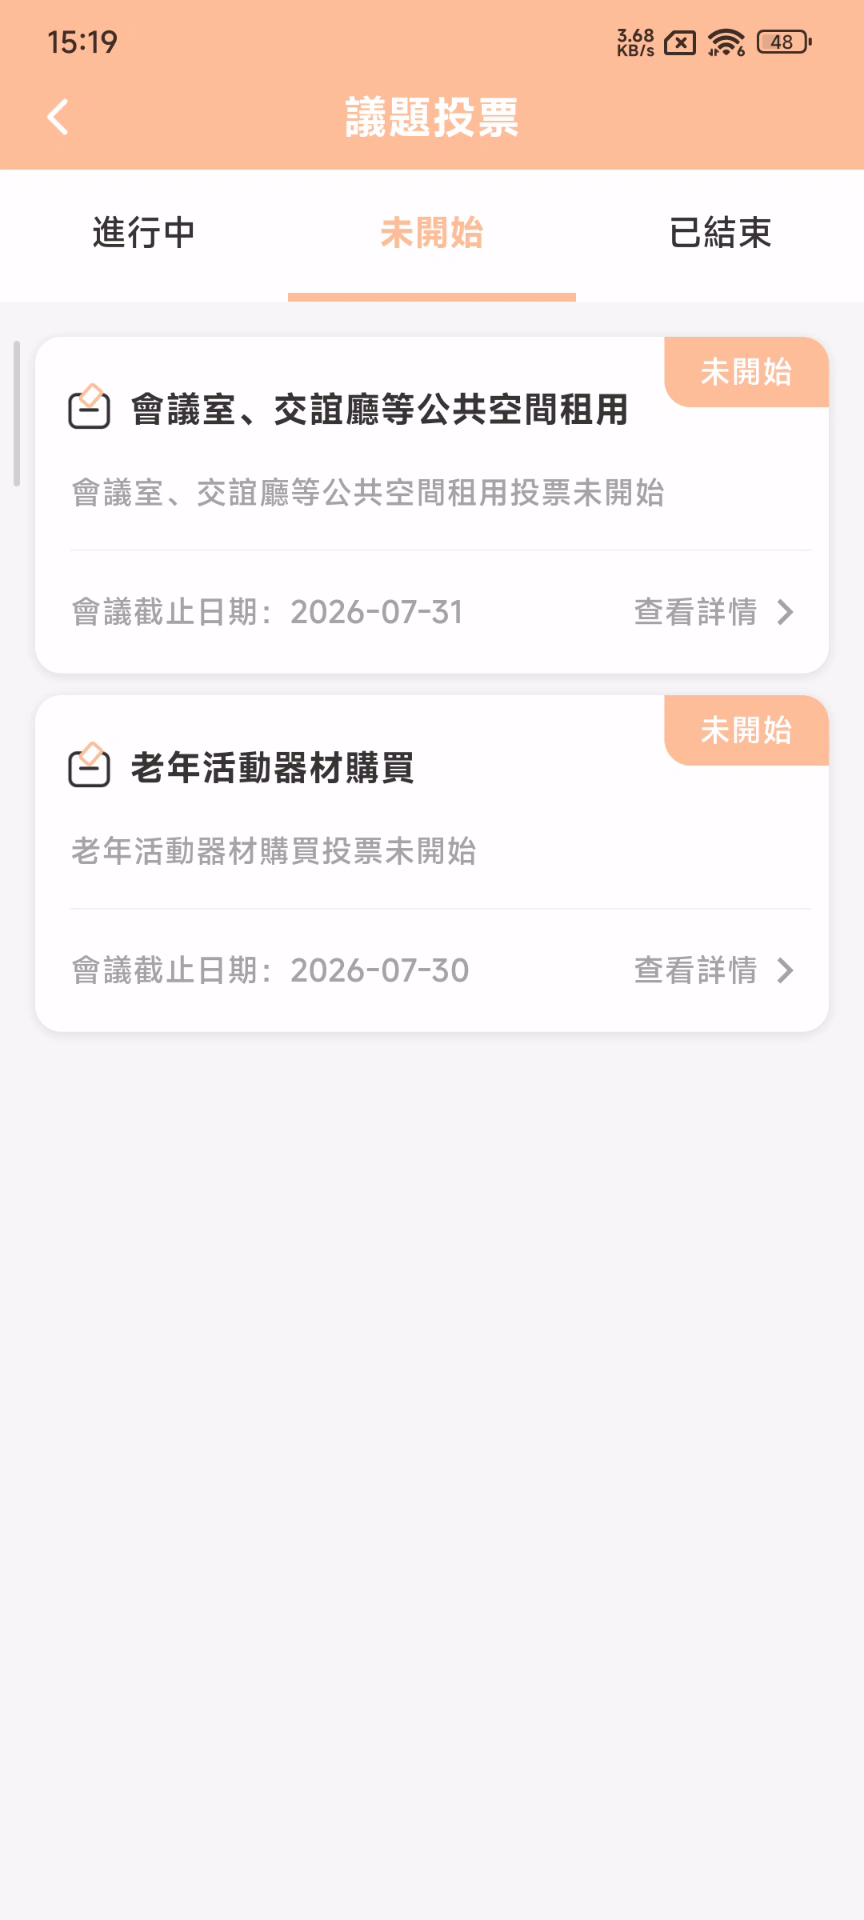 15:19
3.68 KB/s
6
48
議題投票
進行中
未開始
已結束
未開始
會議室、交誼廳等公共空間租用
會議室、交誼廳等公共空間租用投票未開始
會議截止日期：2026-07-31
查看詳情
未開始
老年活動器材購買
老年活動器材購買投票未開始
會議截止日期：2026-07-30
查看詳情